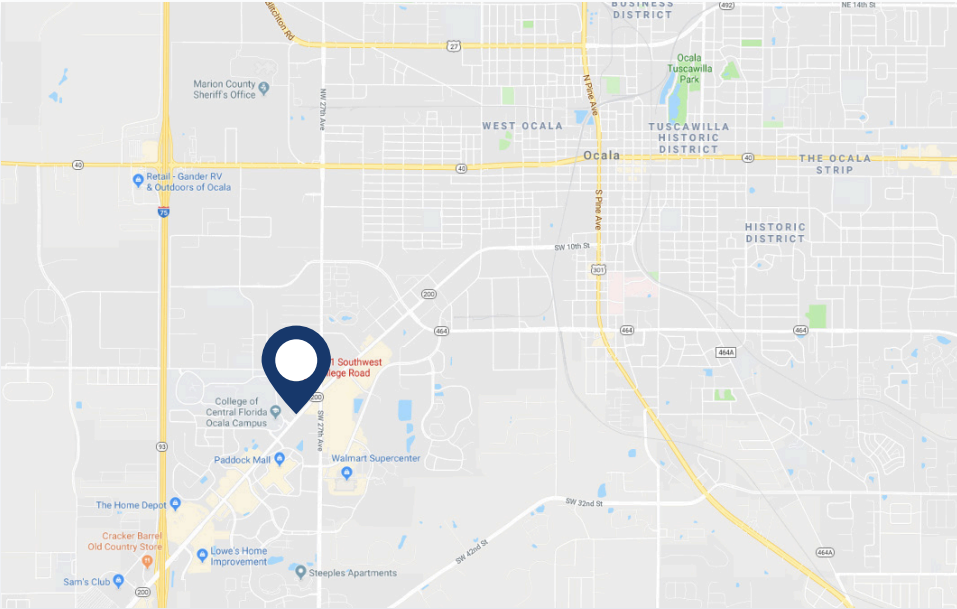 BUSINESS
DISTRICT
492
NE 14th St
Rd
27
Ocala
Tuscawilla
Park
Marion County
Sheriff's Office
NW 27th Ave
N Pine Ave
WEST OCALA
TUSCAWILLA
HISTORIC
DISTRICT
Ocala
40
40
40
THE OCALA
STRIP
Retail - Gander RV
& Outdoors of Ocala
75
S Pine Ave
HISTORIC
DISTRICT
SW 10th St
301
200
464
464
464
464A
1 Southwest
lege Road
200
College of
Central Florida
Ocala Campus
SW 27th Ave
93
Paddock Mall
Walmart Supercenter
The Home Depot
SW 32nd St
Cracker Barrel
Old Country Store
Lowe's Home
Improvement
SW 42nd St
464A
Sam's Club
Steeples Apartments
200